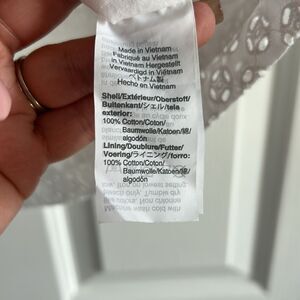 Made in Vietnam
Fabriqué au Vietnam
in Vietnam Hergestellt
Vervaardigd in Vietnam
ベトナム製
Hecho en Vietnam
Shell/Extérieur/Oberstoff/
Buitenkant/シェル/tela
exterior:
100% Cotton/Coton/
Baumwolle/Katoen/綿/
algodón
Lining/Doublure/Futter/
Voering/ライニング/forro:
100% Cotton/Coton/
Baumwolle/Katoen/綿/
algodón